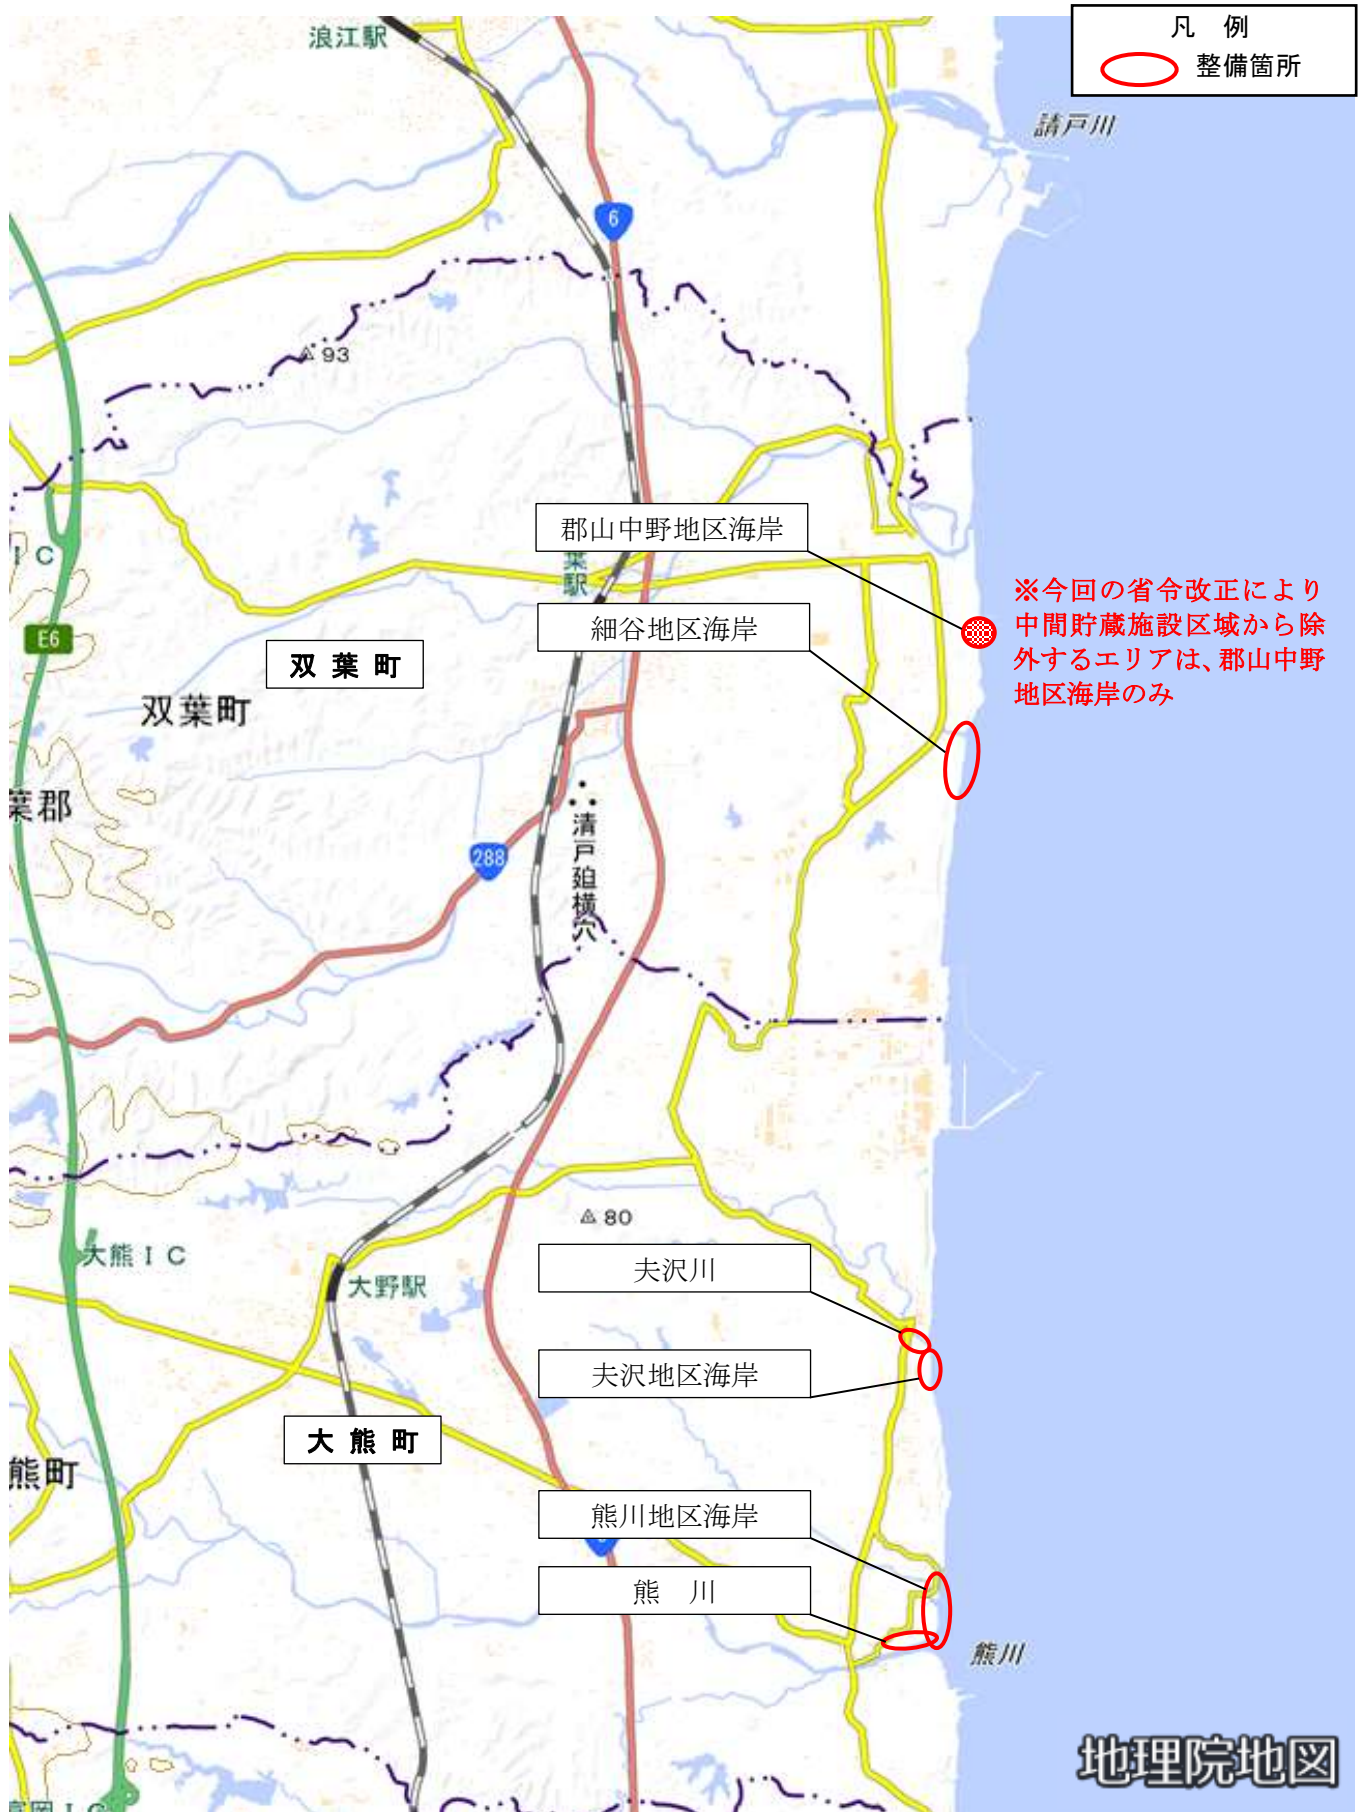 凡 例
整備箇所
浪江駅
請戸川
6
93
郡山中野地区海岸
葉駅
ＩＣ
※今回の省令改正により
中間貯蔵施設区域から除
外するエリアは、郡山中野
地区海岸のみ
細谷地区海岸
E6
双 葉 町
双葉町
葉郡
清戸廹横穴
288
80
大熊ＩＣ
夫沢川
大野駅
夫沢地区海岸
大 熊 町
熊町
熊川地区海岸
熊 川
熊川
地理院地図